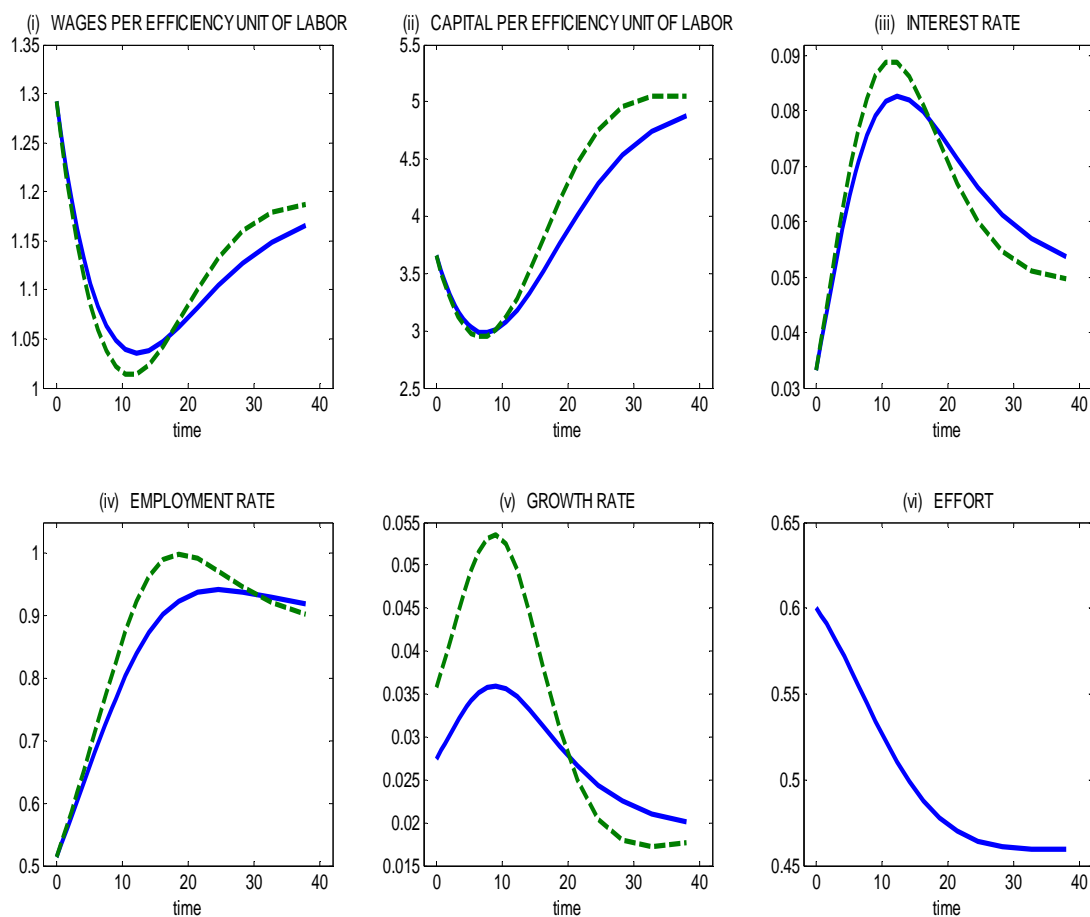 (i) WAGES PER EFFICIENCY UNIT OF LABOR
1.35
1.3
1.25
1.2
1.15
1.1
1.05
1
0 10 20 30 40
time
(ii) CAPITAL PER EFFICIENCY UNIT OF LABOR
5.5
5
4.5
4
3.5
3
2.5
0 10 20 30 40
time
(iii) INTEREST RATE
0.09
0.08
0.07
0.06
0.05
0.04
0.03
0 10 20 30 40
time
(iv) EMPLOYMENT RATE
1
0.9
0.8
0.7
0.6
0.5
0 10 20 30 40
time
(v) GROWTH RATE
0.055
0.05
0.045
0.04
0.035
0.03
0.025
0.02
0.015
0 10 20 30 40
time
(vi) EFFORT
0.65
0.6
0.55
0.5
0.45
0 10 20 30 40
time